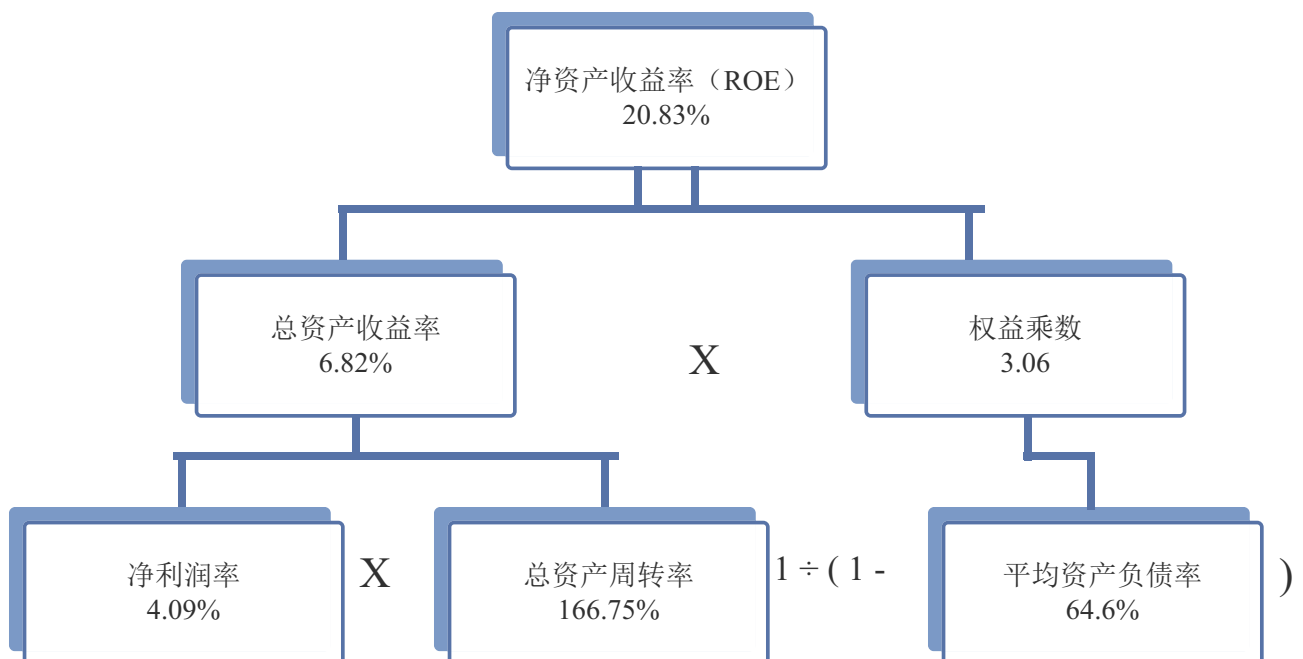 净资产收益率（ROE）
20.83%
总资产收益率
6.82%
X
权益乘数
3.06
净利润率
4.09%
X
总资产周转率
166.75%
1 ÷ ( 1 -
平均资产负债率
64.6%
)